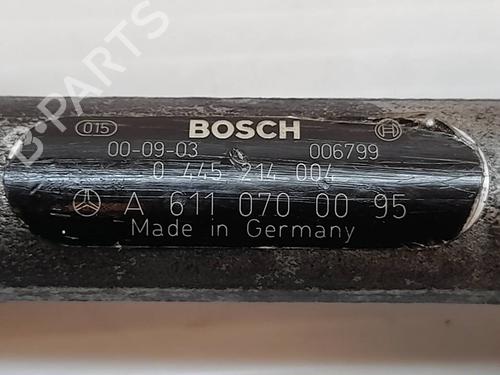 B-PARTS
015 BOSCH
00-09-03 006799
0 445 214 004
A 611 070 00 95
Made in Germany